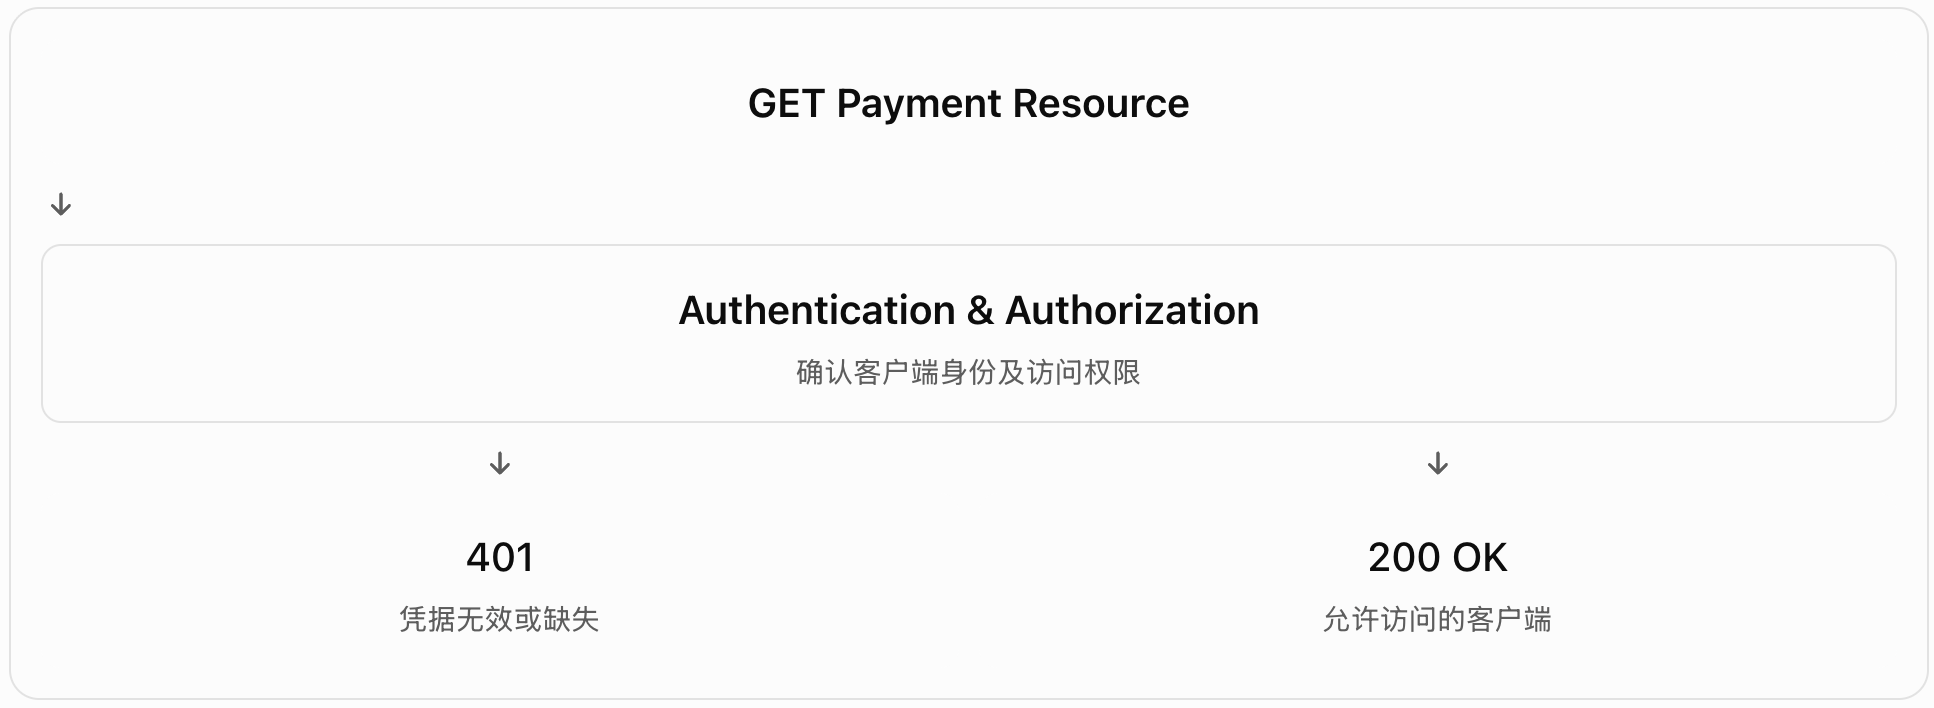 GET Payment Resource
↓
Authentication & Authorization
确认客户端身份及访问权限
↓ ↓
401 200 OK
凭据无效或缺失 允许访问的客户端